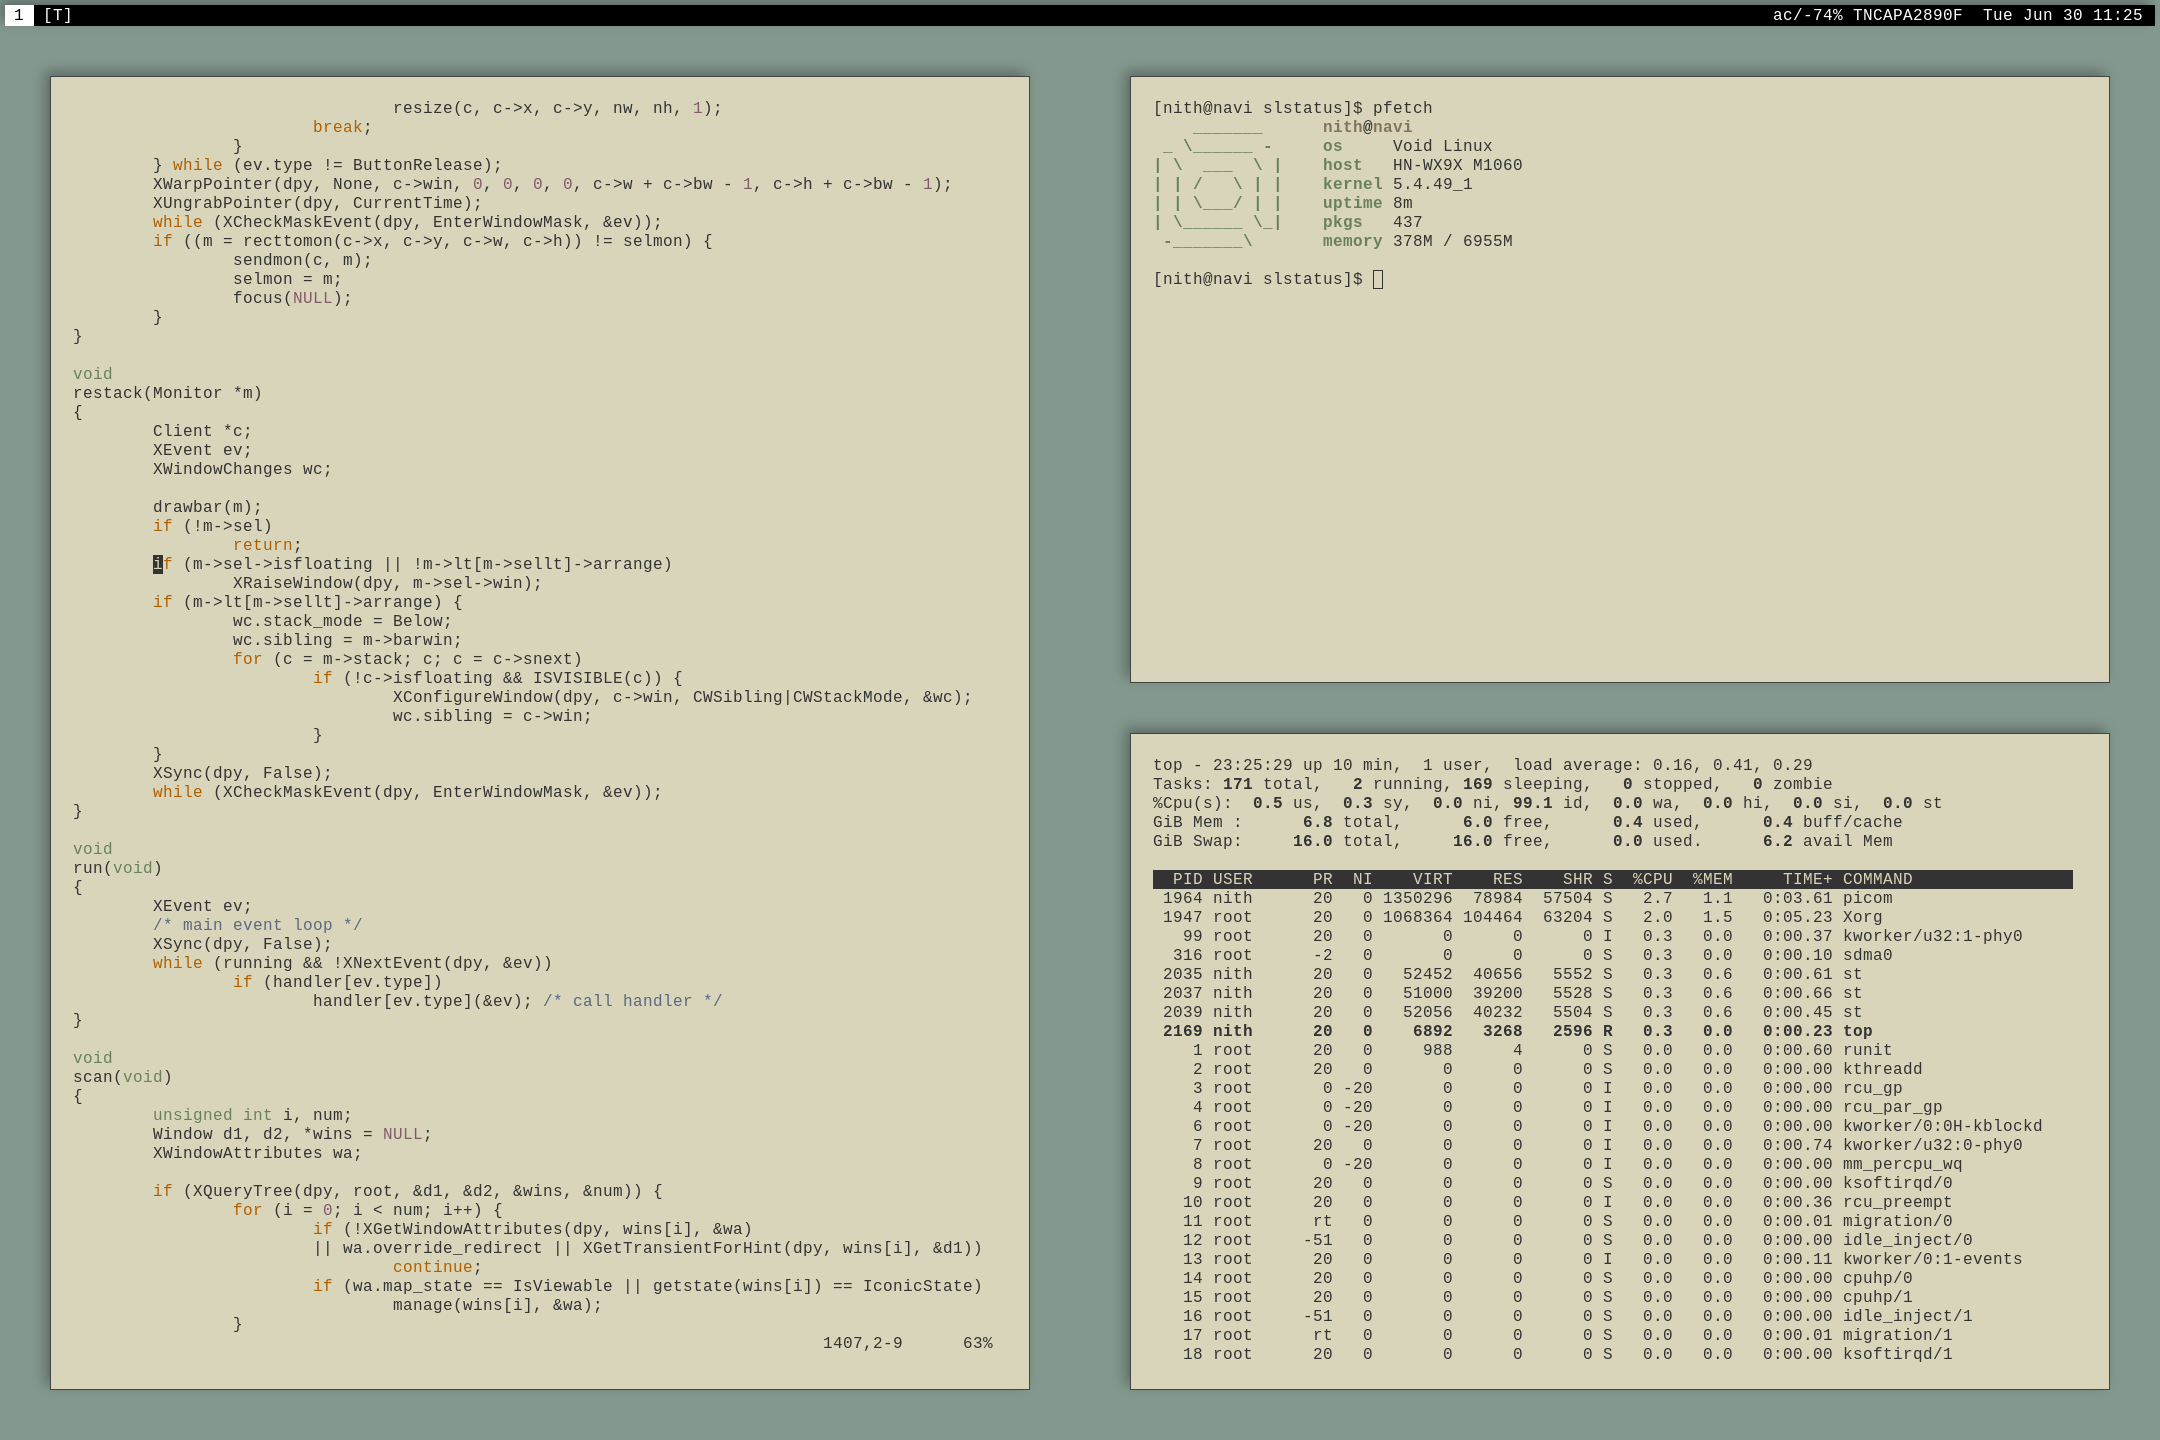 1 [T] ac/-74% TNCAPA2890F  Tue Jun 30 11:25
                                resize(c, c->x, c->y, nw, nh, 1);
                        break;
                }
        } while (ev.type != ButtonRelease);
        XWarpPointer(dpy, None, c->win, 0, 0, 0, 0, c->w + c->bw - 1, c->h + c->bw - 1);
        XUngrabPointer(dpy, CurrentTime);
        while (XCheckMaskEvent(dpy, EnterWindowMask, &ev));
        if ((m = recttomon(c->x, c->y, c->w, c->h)) != selmon) {
                sendmon(c, m);
                selmon = m;
                focus(NULL);
        }
}

void
restack(Monitor *m)
{
        Client *c;
        XEvent ev;
        XWindowChanges wc;

        drawbar(m);
        if (!m->sel)
                return;
        if (m->sel->isfloating || !m->lt[m->sellt]->arrange)
                XRaiseWindow(dpy, m->sel->win);
        if (m->lt[m->sellt]->arrange) {
                wc.stack_mode = Below;
                wc.sibling = m->barwin;
                for (c = m->stack; c; c = c->snext)
                        if (!c->isfloating && ISVISIBLE(c)) {
                                XConfigureWindow(dpy, c->win, CWSibling|CWStackMode, &wc);
                                wc.sibling = c->win;
                        }
        }
        XSync(dpy, False);
        while (XCheckMaskEvent(dpy, EnterWindowMask, &ev));
}

void
run(void)
{
        XEvent ev;
        /* main event loop */
        XSync(dpy, False);
        while (running && !XNextEvent(dpy, &ev))
                if (handler[ev.type])
                        handler[ev.type](&ev); /* call handler */
}

void
scan(void)
{
        unsigned int i, num;
        Window d1, d2, *wins = NULL;
        XWindowAttributes wa;

        if (XQueryTree(dpy, root, &d1, &d2, &wins, &num)) {
                for (i = 0; i < num; i++) {
                        if (!XGetWindowAttributes(dpy, wins[i], &wa)
                        || wa.override_redirect || XGetTransientForHint(dpy, wins[i], &d1))
                                continue;
                        if (wa.map_state == IsViewable || getstate(wins[i]) == IconicState)
                                manage(wins[i], &wa);
                }
                                                                           1407,2-9      63%
[nith@navi slstatus]$ pfetch
    _______      nith@navi
 _ \______ -     os     Void Linux
| \  ___  \ |    host   HN-WX9X M1060
| | /   \ | |    kernel 5.4.49_1
| | \___/ | |    uptime 8m
| \______ \_|    pkgs   437
 -_______\       memory 378M / 6955M

[nith@navi slstatus]$
top - 23:25:29 up 10 min,  1 user,  load average: 0.16, 0.41, 0.29
Tasks: 171 total,   2 running, 169 sleeping,   0 stopped,   0 zombie
%Cpu(s):  0.5 us,  0.3 sy,  0.0 ni, 99.1 id,  0.0 wa,  0.0 hi,  0.0 si,  0.0 st
GiB Mem :      6.8 total,      6.0 free,      0.4 used,      0.4 buff/cache
GiB Swap:     16.0 total,     16.0 free,      0.0 used.      6.2 avail Mem

  PID USER      PR  NI    VIRT    RES    SHR S  %CPU  %MEM     TIME+ COMMAND
 1964 nith      20   0 1350296  78984  57504 S   2.7   1.1   0:03.61 picom
 1947 root      20   0 1068364 104464  63204 S   2.0   1.5   0:05.23 Xorg
   99 root      20   0       0      0      0 I   0.3   0.0   0:00.37 kworker/u32:1-phy0
  316 root      -2   0       0      0      0 S   0.3   0.0   0:00.10 sdma0
 2035 nith      20   0   52452  40656   5552 S   0.3   0.6   0:00.61 st
 2037 nith      20   0   51000  39200   5528 S   0.3   0.6   0:00.66 st
 2039 nith      20   0   52056  40232   5504 S   0.3   0.6   0:00.45 st
 2169 nith      20   0    6892   3268   2596 R   0.3   0.0   0:00.23 top
    1 root      20   0     988      4      0 S   0.0   0.0   0:00.60 runit
    2 root      20   0       0      0      0 S   0.0   0.0   0:00.00 kthreadd
    3 root       0 -20       0      0      0 I   0.0   0.0   0:00.00 rcu_gp
    4 root       0 -20       0      0      0 I   0.0   0.0   0:00.00 rcu_par_gp
    6 root       0 -20       0      0      0 I   0.0   0.0   0:00.00 kworker/0:0H-kblockd
    7 root      20   0       0      0      0 I   0.0   0.0   0:00.74 kworker/u32:0-phy0
    8 root       0 -20       0      0      0 I   0.0   0.0   0:00.00 mm_percpu_wq
    9 root      20   0       0      0      0 S   0.0   0.0   0:00.00 ksoftirqd/0
   10 root      20   0       0      0      0 I   0.0   0.0   0:00.36 rcu_preempt
   11 root      rt   0       0      0      0 S   0.0   0.0   0:00.01 migration/0
   12 root     -51   0       0      0      0 S   0.0   0.0   0:00.00 idle_inject/0
   13 root      20   0       0      0      0 I   0.0   0.0   0:00.11 kworker/0:1-events
   14 root      20   0       0      0      0 S   0.0   0.0   0:00.00 cpuhp/0
   15 root      20   0       0      0      0 S   0.0   0.0   0:00.00 cpuhp/1
   16 root     -51   0       0      0      0 S   0.0   0.0   0:00.00 idle_inject/1
   17 root      rt   0       0      0      0 S   0.0   0.0   0:00.01 migration/1
   18 root      20   0       0      0      0 S   0.0   0.0   0:00.00 ksoftirqd/1